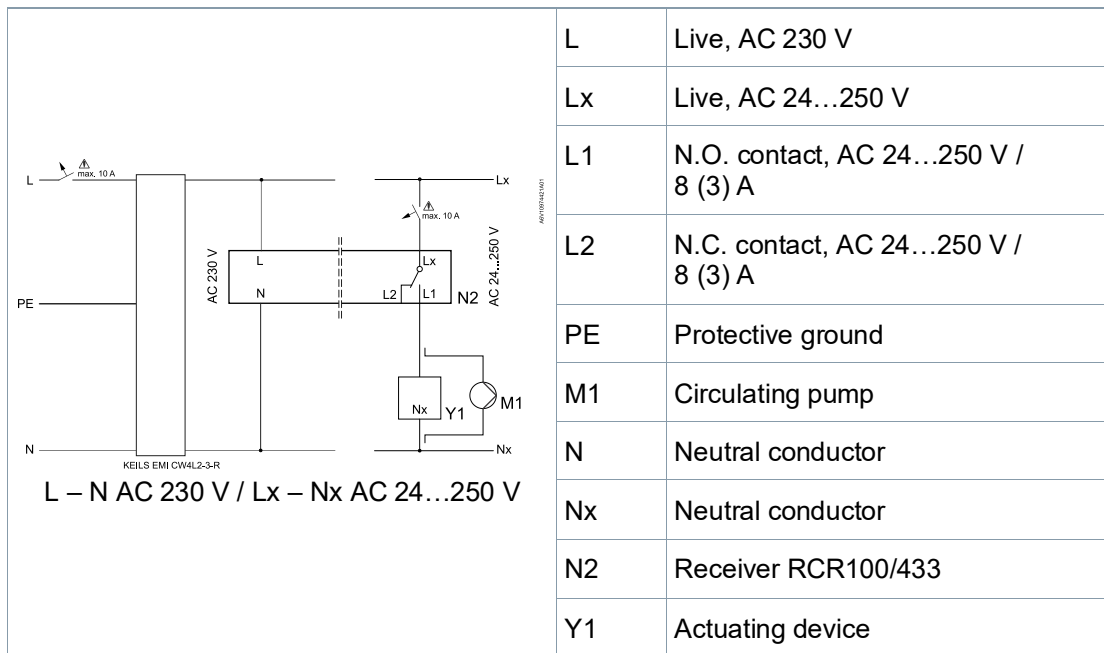 L
max. 10 A
Lx
A6V10974421A01
max. 10 A
AC 230 V
L
N
Lx
L2
L1
N2
AC 24...250 V
PE
Nx
Y1
M1
N
Nx
KEILS EMI CW4L2-3-R
L – N AC 230 V / Lx – Nx AC 24…250 V
L Live, AC 230 V
Lx Live, AC 24…250 V
L1 N.O. contact, AC 24…250 V /
8 (3) A
L2 N.C. contact, AC 24…250 V /
8 (3) A
PE Protective ground
M1 Circulating pump
N Neutral conductor
Nx Neutral conductor
N2 Receiver RCR100/433
Y1 Actuating device